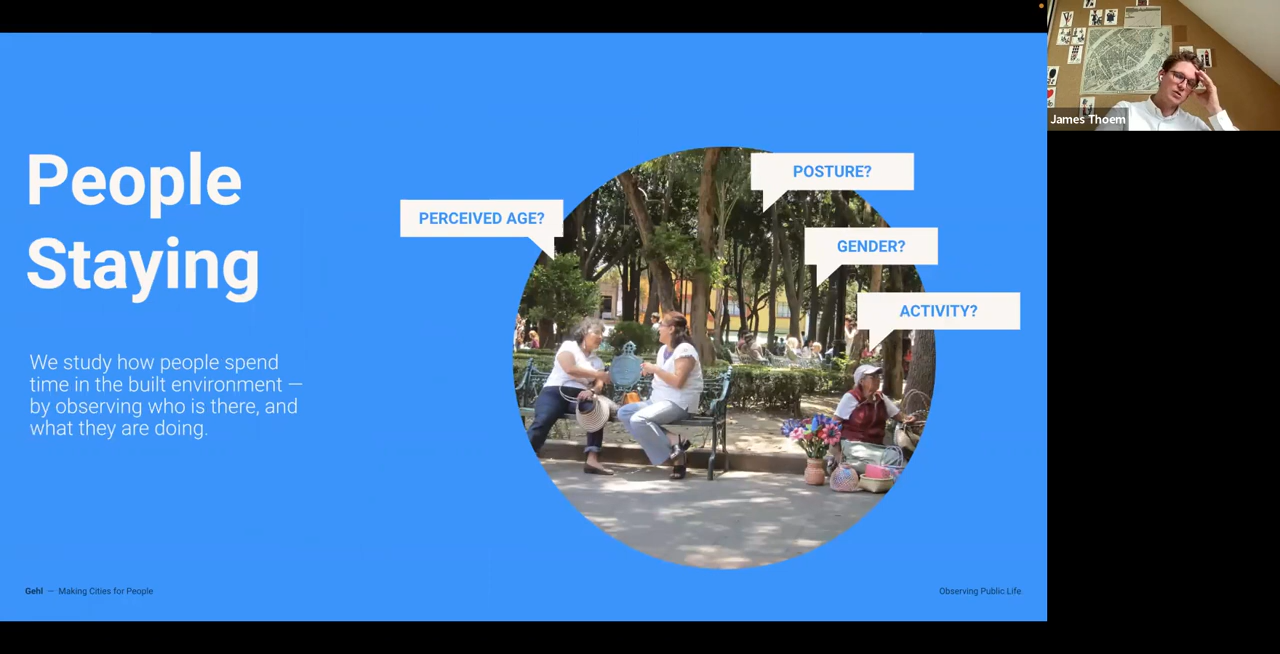 People
Staying
We study how people spend
time in the built environment —
by observing who is there, and
what they are doing.
PERCEIVED AGE?
POSTURE?
GENDER?
ACTIVITY?
Gehl — Making Cities for People
Observing Public Life
James Thoem